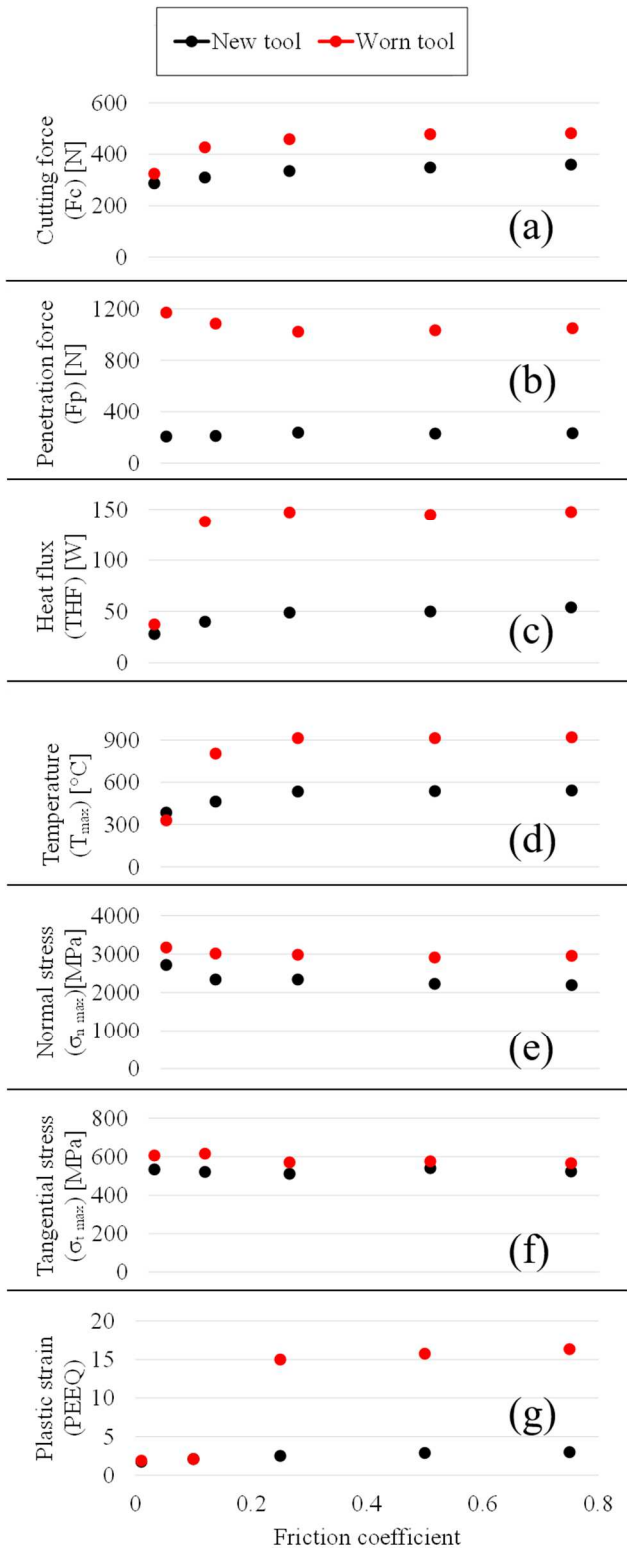 New tool Worn tool
Cutting force
(Fc) [N]
600
400
200
0
(a)
Penetration force
(Fp) [N]
1200
800
400
0
(b)
Heat flux
(THF) [W]
150
100
50
0
(c)
Temperature
(Tmax) [°C]
900
600
300
0
(d)
Normal stress
(σn max)[MPa]
4000
3000
2000
1000
0
(e)
Tangential stress
(σt max) [MPa]
800
600
400
200
0
(f)
Plastic strain
(PEEQ)
20
15
10
5
0
(g)
0 0.2 0.4 0.6 0.8
Friction coefficient